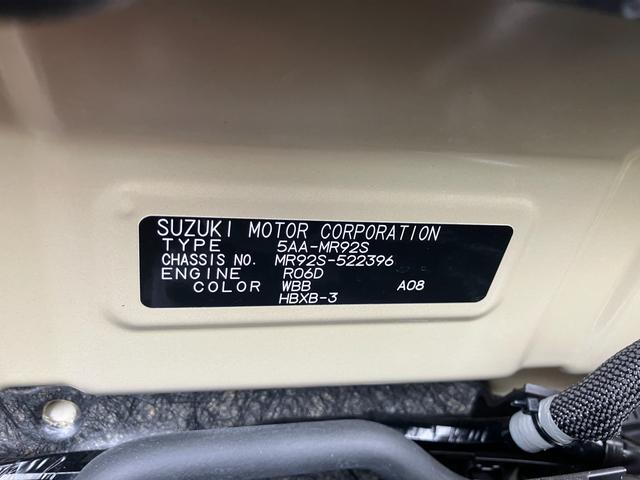 SUZUKI MOTOR CORPORATION
TYPE 5AA-MR92S
CHASSIS NO. MR92S-522396
ENGINE R06D
COLOR WBB A08
HBXB-3